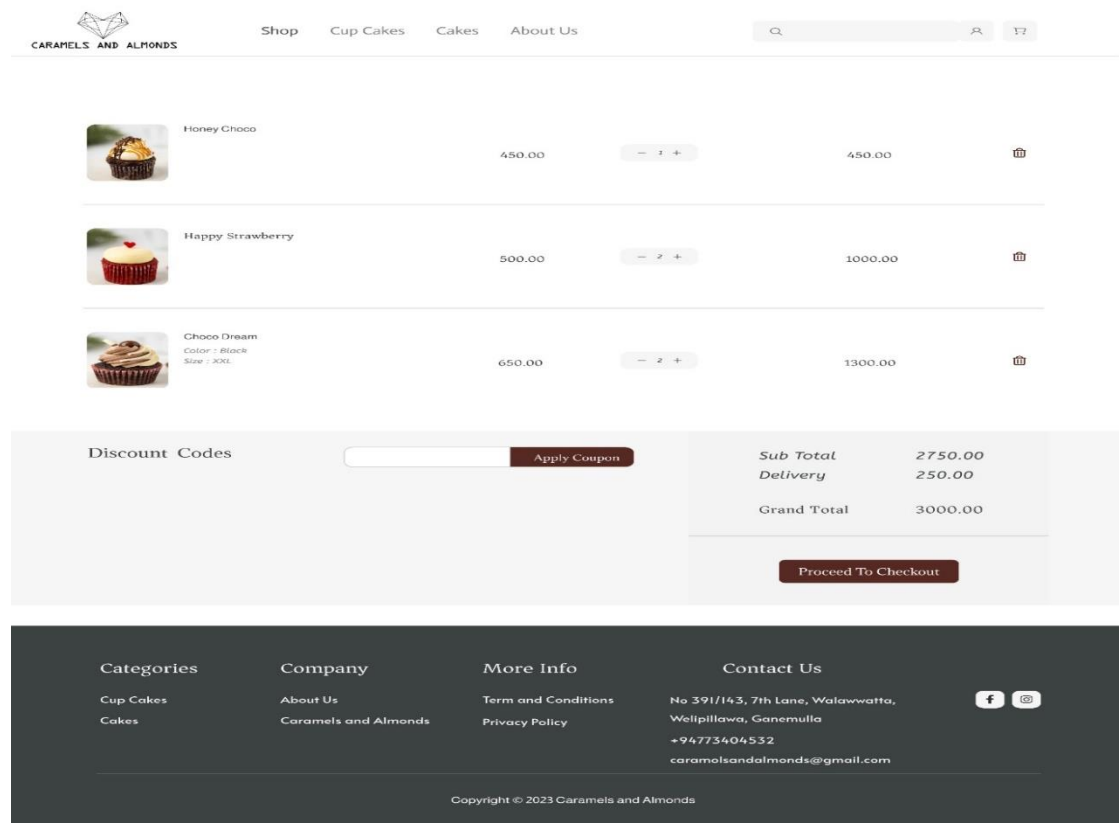 Shop Cup Cakes Cakes About Us
CARAMELS AND ALMONDS
Honey Choco
450.00 − 1 + 450.00
Happy Strawberry
500.00 − 2 + 1000.00
Choco Dream
Color : Black
Size : XXL
650.00 − 2 + 1300.00
Discount Codes
Apply Coupon
Sub Total 2750.00
Delivery 250.00
Grand Total 3000.00
Proceed To Checkout
Categories
Cup Cakes
Cakes
Company
About Us
Caramels and Almonds
More Info
Term and Conditions
Privacy Policy
Contact Us
No 391/143, 7th Lane, Walawwatta,
Welipillawa, Ganemulla
+94773404532
caramolsandalmonds@gmail.com
Copyright © 2023 Caramels and Almonds